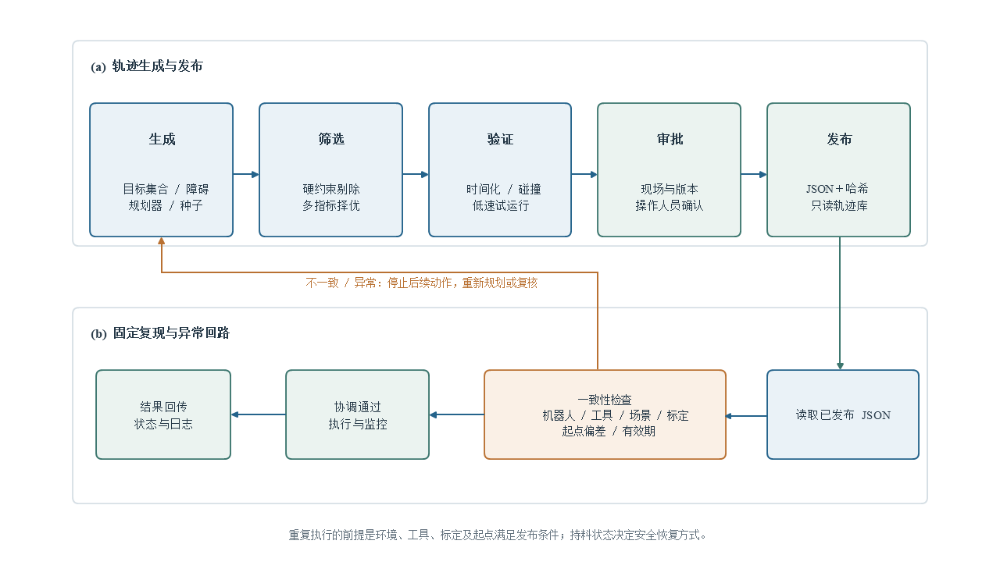 (a) 轨迹生成与发布
生成
目标集合 / 障碍
规划器 / 种子
筛选
硬约束剔除
多指标择优
验证
时间化 / 碰撞
低速试运行
审批
现场与版本
操作人员确认
发布
JSON＋哈希
只读轨迹库
不一致 / 异常：停止后续动作，重新规划或复核
(b) 固定复现与异常回路
结果回传
状态与日志
协调通过
执行与监控
一致性检查
机器人 / 工具 / 场景 / 标定
起点偏差 / 有效期
读取已发布 JSON
重复执行的前提是环境、工具、标定及起点满足发布条件；持料状态决定安全恢复方式。